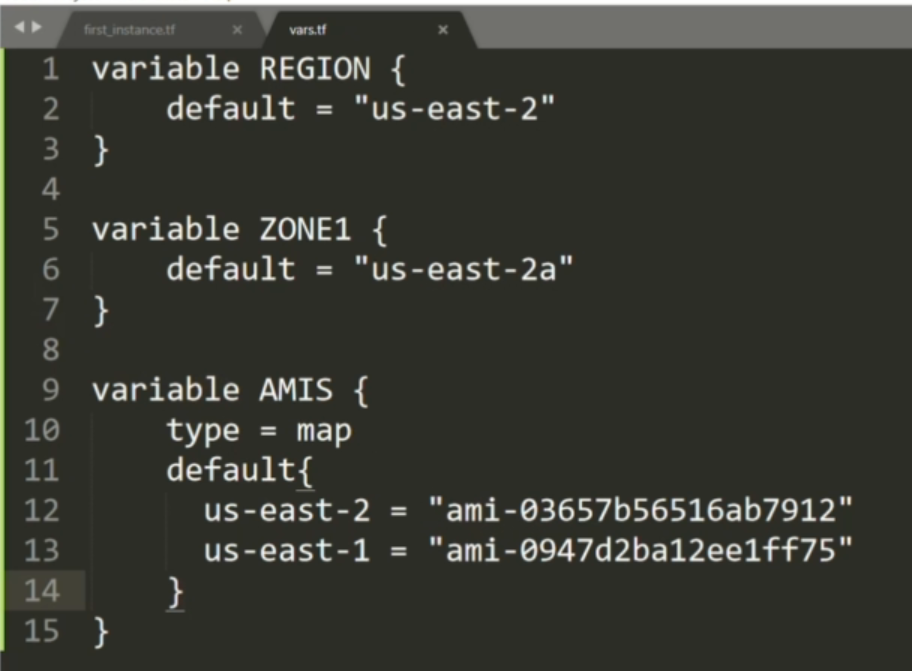 first_instance.tf × vars.tf ×
1 variable REGION {
2     default = "us-east-2"
3 }
4
5 variable ZONE1 {
6     default = "us-east-2a"
7 }
8
9 variable AMIS {
10     type = map
11     default{
12       us-east-2 = "ami-03657b56516ab7912"
13       us-east-1 = "ami-0947d2ba12ee1ff75"
14     }
15 }